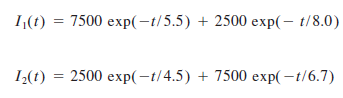 I₁(t) = 7500 exp(−t/5.5) + 2500 exp(− t/8.0)
I₂(t) = 2500 exp(−t/4.5) + 7500 exp(−t/6.7)